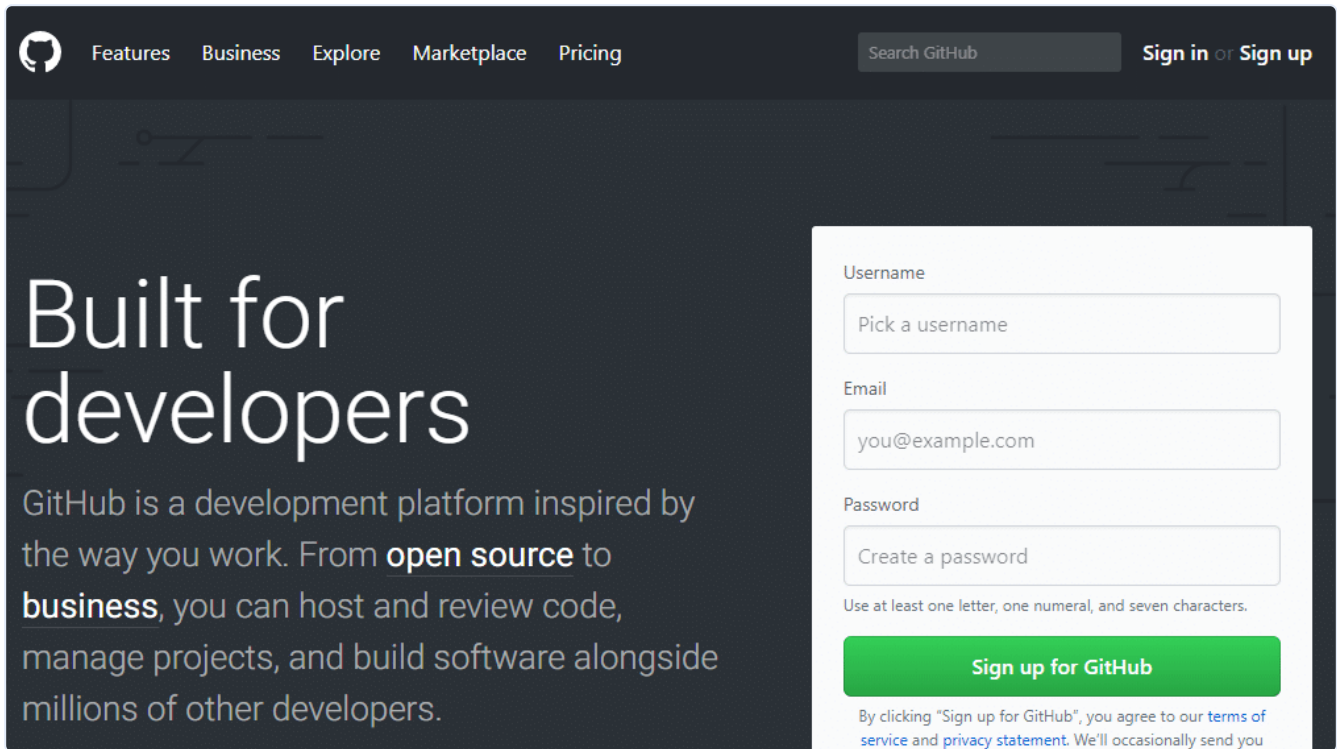 Features Business Explore Marketplace Pricing Search GitHub Sign in or Sign up
Built for
developers
GitHub is a development platform inspired by
the way you work. From open source to
business, you can host and review code,
manage projects, and build software alongside
millions of other developers.
Username
Pick a username
Email
you@example.com
Password
Create a password
Use at least one letter, one numeral, and seven characters.
Sign up for GitHub
By clicking “Sign up for GitHub”, you agree to our terms of
service and privacy statement. We’ll occasionally send you